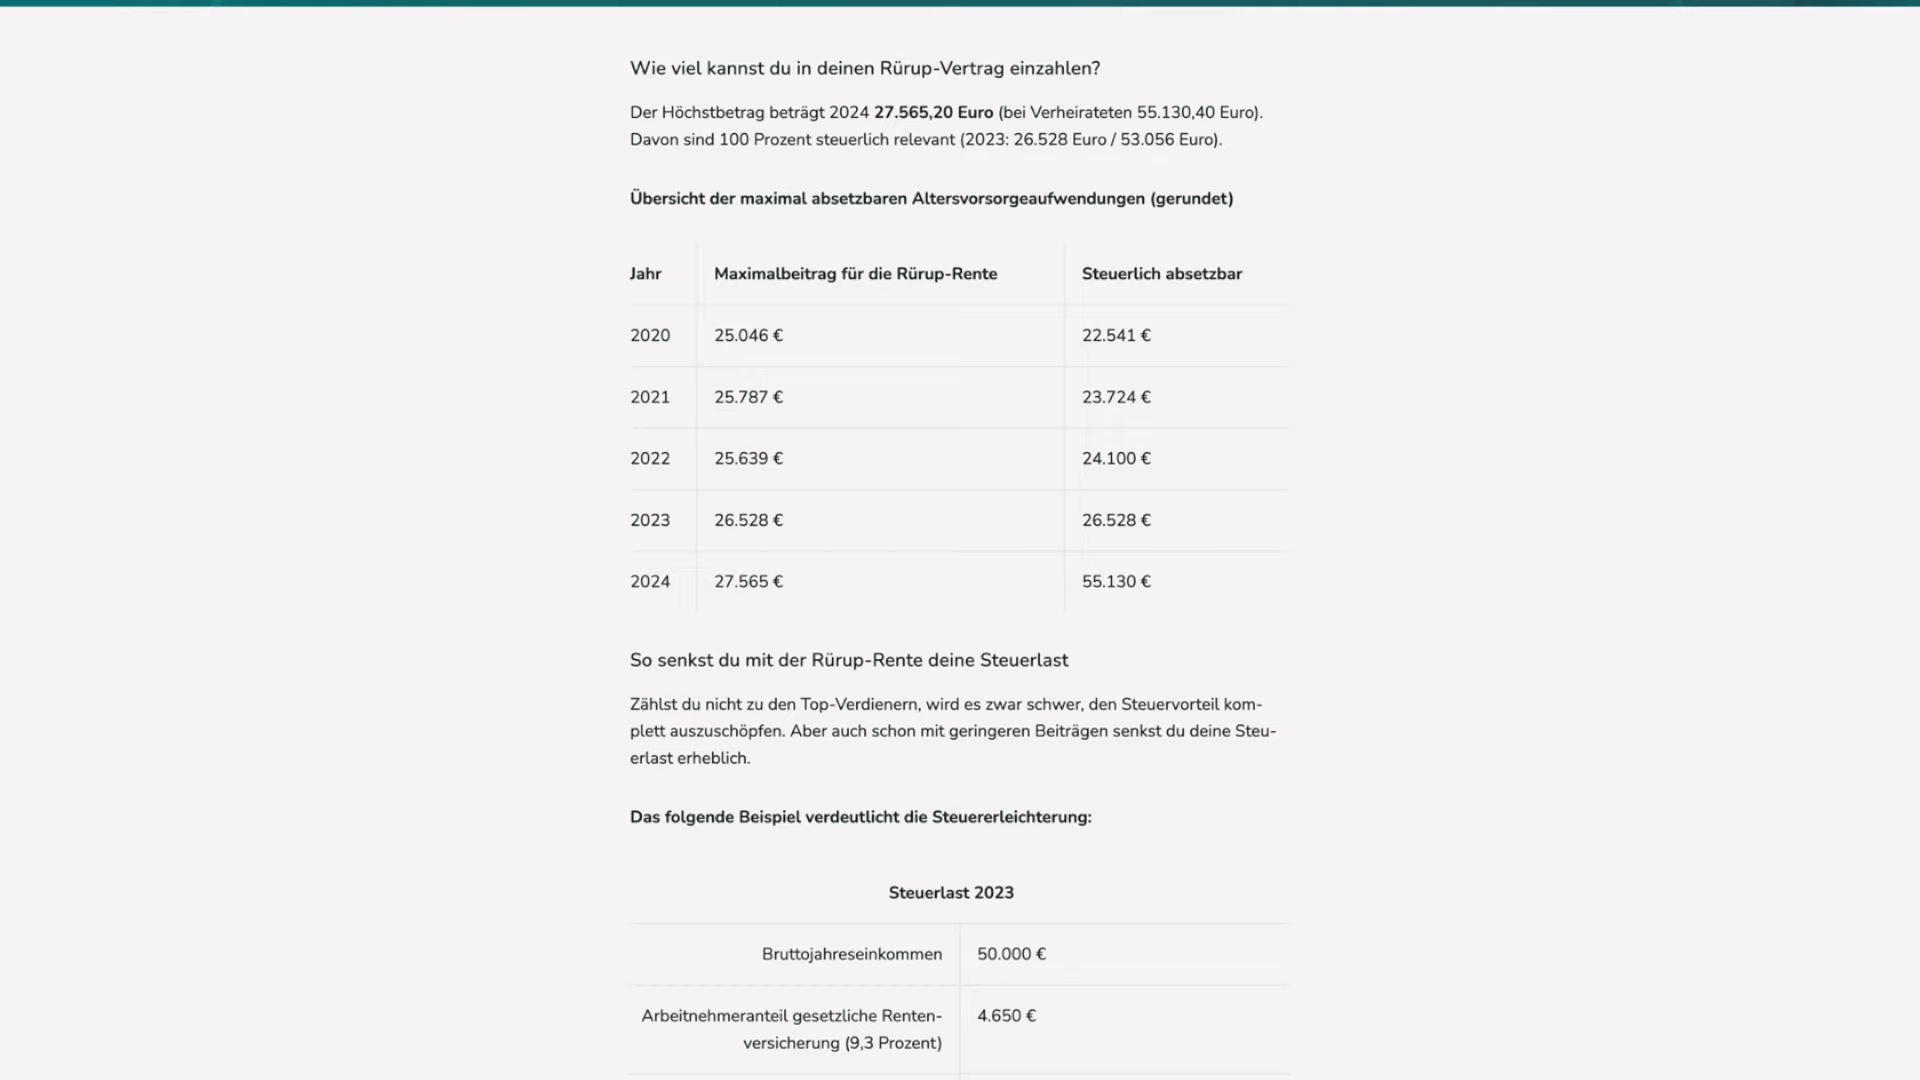 Wie viel kannst du in deinen Rürup-Vertrag einzahlen?
Der Höchstbetrag beträgt 2024 27.565,20 Euro (bei Verheirateten 55.130,40 Euro).
Davon sind 100 Prozent steuerlich relevant (2023: 26.528 Euro / 53.056 Euro).
Übersicht der maximal absetzbaren Altersvorsorgeaufwendungen (gerundet)
Jahr Maximalbeitrag für die Rürup-Rente Steuerlich absetzbar
2020 25.046 € 22.541 €
2021 25.787 € 23.724 €
2022 25.639 € 24.100 €
2023 26.528 € 26.528 €
2024 27.565 € 55.130 €
So senkst du mit der Rürup-Rente deine Steuerlast
Zählst du nicht zu den Top-Verdienern, wird es zwar schwer, den Steuervorteil kom-
plett auszuschöpfen. Aber auch schon mit geringeren Beiträgen senkst du deine Steu-
erlast erheblich.
Das folgende Beispiel verdeutlicht die Steuererleichterung:
Steuerlast 2023
Bruttojahreseinkommen 50.000 €
Arbeitnehmeranteil gesetzliche Renten- 4.650 €
versicherung (9,3 Prozent)